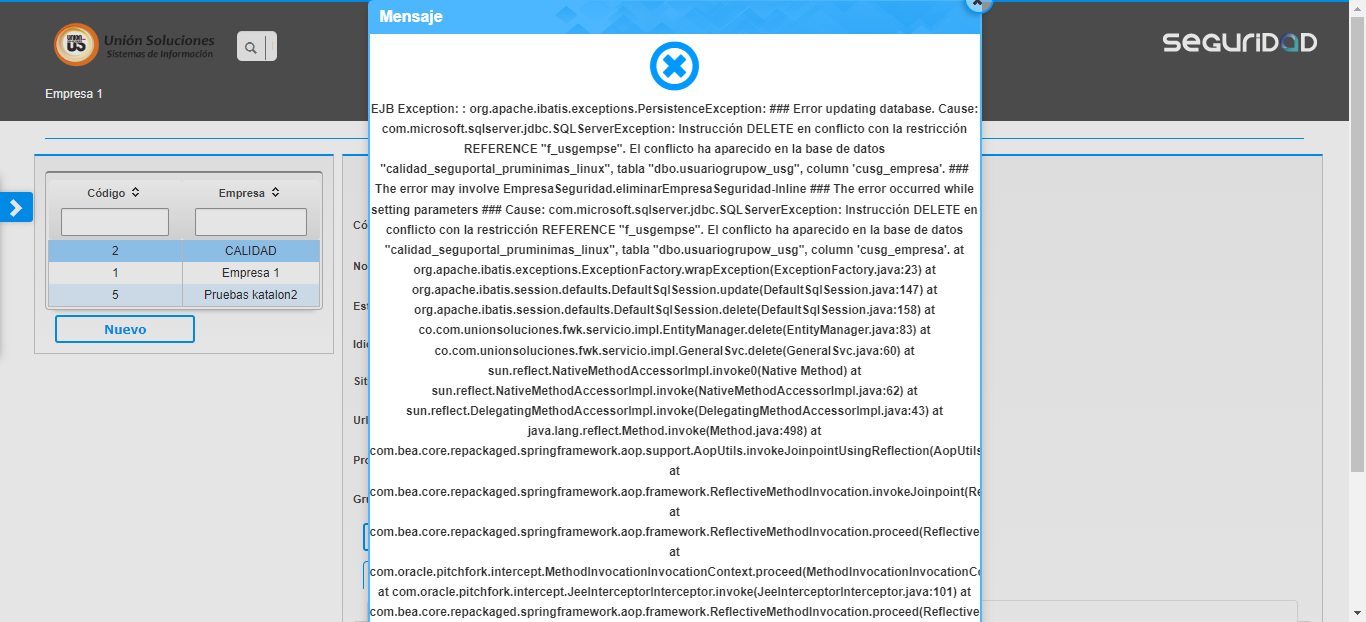 Mensaje
UNION
US
Unión Soluciones
Sistemas de Información
SEGURIDAD
Empresa 1
EJB Exception: : org.apache.ibatis.exceptions.PersistenceException: ### Error updating database. Cause:
com.microsoft.sqlserver.jdbc.SQLServerException: Instrucción DELETE en conflicto con la restricción
REFERENCE "f_usgempse". El conflicto ha aparecido en la base de datos
"calidad_seguportal_pruminimas_linux", tabla "dbo.usuariogrupow_usg", column 'cusg_empresa'. ###
The error may involve EmpresaSeguridad.eliminarEmpresaSeguridad-Inline ### The error occurred while
setting parameters ### Cause: com.microsoft.sqlserver.jdbc.SQLServerException: Instrucción DELETE en
conflicto con la restricción REFERENCE "f_usgempse". El conflicto ha aparecido en la base de datos
"calidad_seguportal_pruminimas_linux", tabla "dbo.usuariogrupow_usg", column 'cusg_empresa'. at
org.apache.ibatis.exceptions.ExceptionFactory.wrapException(ExceptionFactory.java:23) at
org.apache.ibatis.session.defaults.DefaultSqlSession.update(DefaultSqlSession.java:147) at
org.apache.ibatis.session.defaults.DefaultSqlSession.delete(DefaultSqlSession.java:158) at
co.com.unionsoluciones.fwk.servicio.impl.EntityManager.delete(EntityManager.java:83) at
co.com.unionsoluciones.fwk.servicio.impl.GeneralSvc.delete(GeneralSvc.java:60) at
sun.reflect.NativeMethodAccessorImpl.invoke0(Native Method) at
sun.reflect.NativeMethodAccessorImpl.invoke(NativeMethodAccessorImpl.java:62) at
sun.reflect.DelegatingMethodAccessorImpl.invoke(DelegatingMethodAccessorImpl.java:43) at
java.lang.reflect.Method.invoke(Method.java:498) at
com.bea.core.repackaged.springframework.aop.support.AopUtils.invokeJoinpointUsingReflection(AopUtils
at
com.bea.core.repackaged.springframework.aop.framework.ReflectiveMethodInvocation.invokeJoinpoint(Re
at
com.bea.core.repackaged.springframework.aop.framework.ReflectiveMethodInvocation.proceed(Reflective
at
com.oracle.pitchfork.intercept.MethodInvocationInvocationContext.proceed(MethodInvocationInvocationCo
at com.oracle.pitchfork.intercept.JeeInterceptorInterceptor.invoke(JeeInterceptorInterceptor.java:101) at
com.bea.core.repackaged.springframework.aop.framework.ReflectiveMethodInvocation.proceed(Reflective
Código Empresa
2 CALIDAD
1 Empresa 1
5 Pruebas katalon2
Nuevo
Có
No
Est
Idio
Sit
Url
Pro
Gru